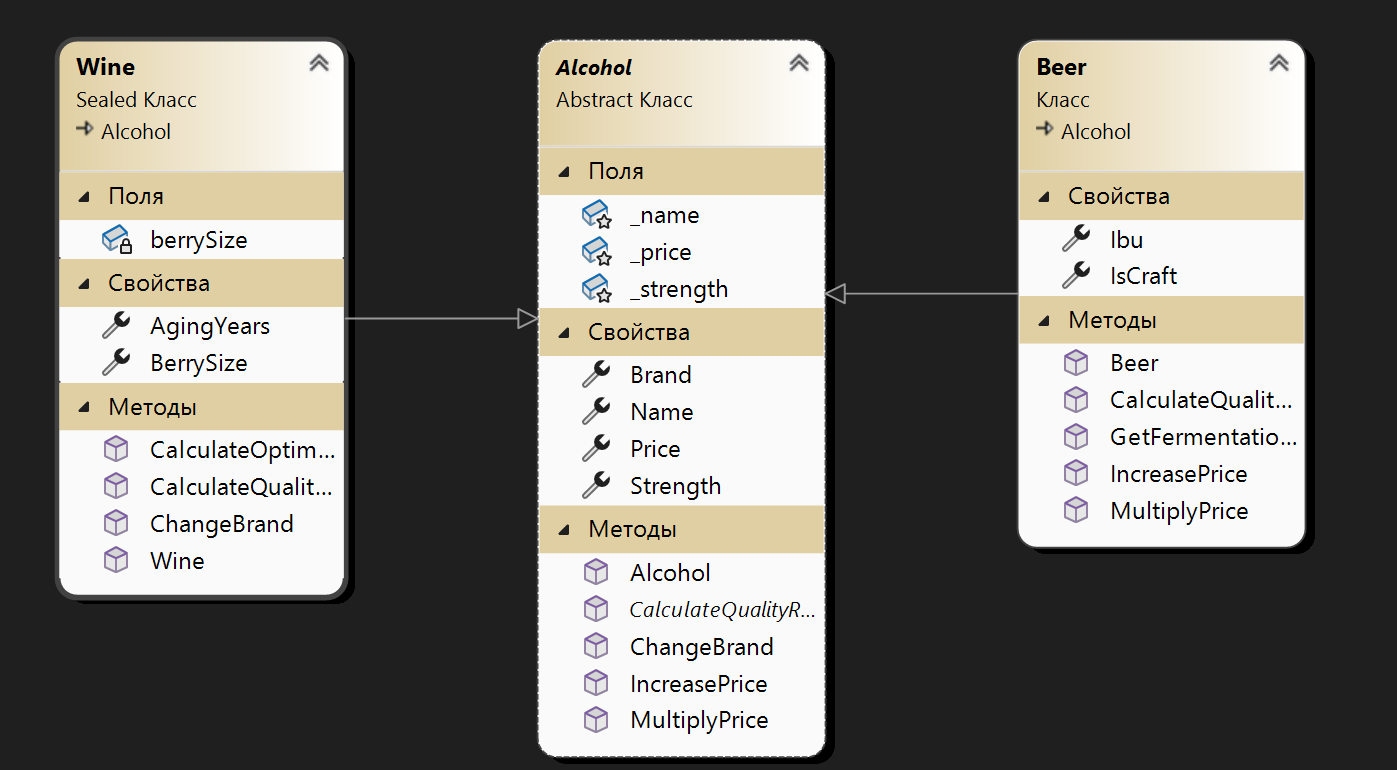 Wine
Sealed Класс
Alcohol
Поля
berrySize
Свойства
AgingYears
BerrySize
Методы
CalculateOptim...
CalculateQualit...
ChangeBrand
Wine
Alcohol
Abstract Класс
Поля
_name
_price
_strength
Свойства
Brand
Name
Price
Strength
Методы
Alcohol
CalculateQualityR...
ChangeBrand
IncreasePrice
MultiplyPrice
Beer
Класс
Alcohol
Свойства
Ibu
IsCraft
Методы
Beer
CalculateQualit...
GetFermentatio...
IncreasePrice
MultiplyPrice